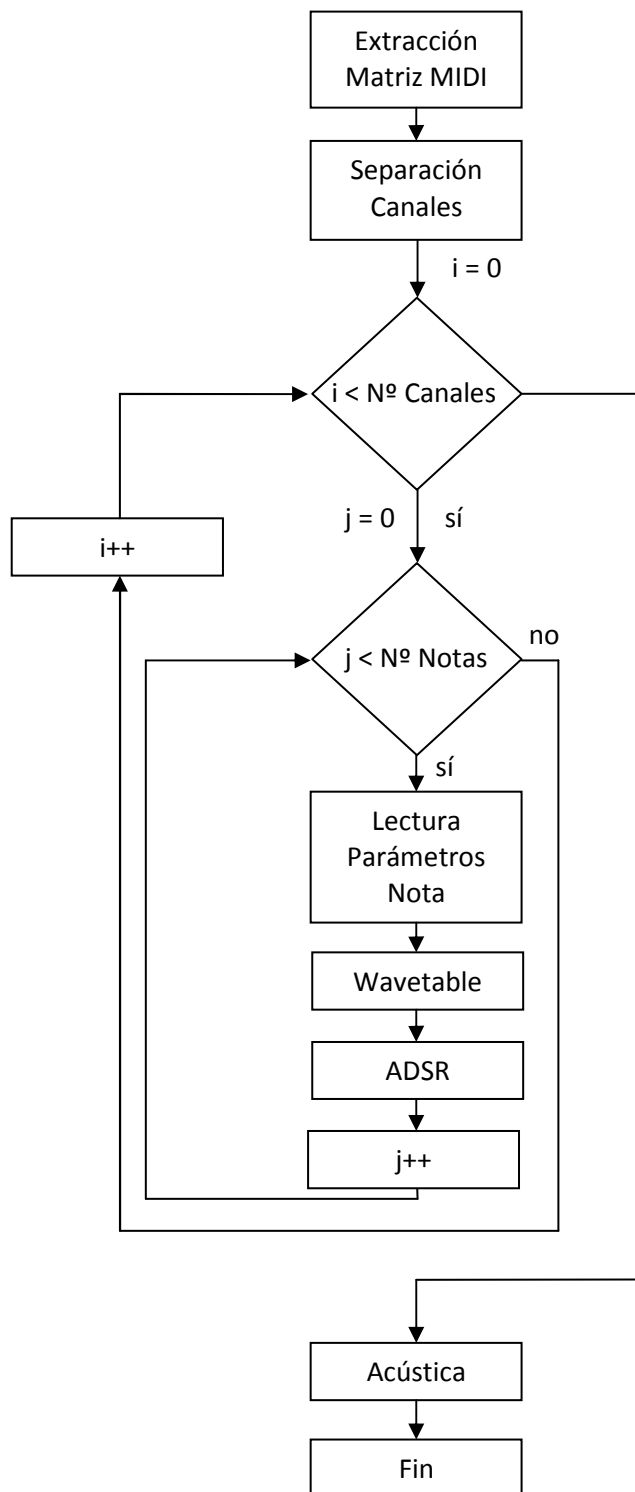 Extracción
Matriz MIDI
Separación
Canales
i = 0
i < Nº Canales
j = 0 sí
i++
no
j < Nº Notas
sí
Lectura
Parámetros
Nota
Wavetable
ADSR
j++
Acústica
Fin